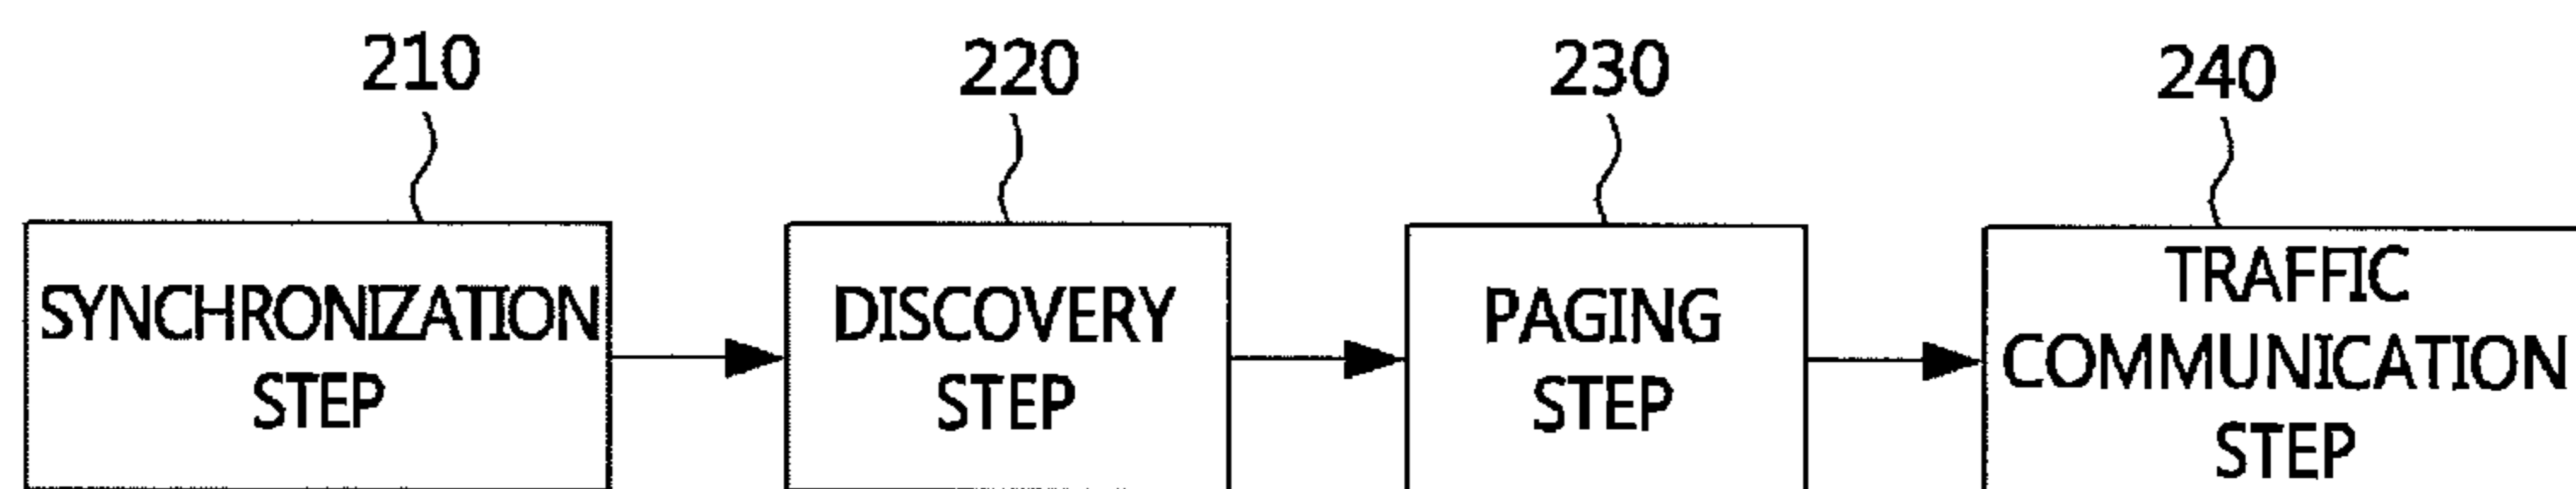 210
220
230
240
SYNCHRONIZATION
STEP
DISCOVERY
STEP
PAGING
STEP
TRAFFIC
COMMUNICATION
STEP